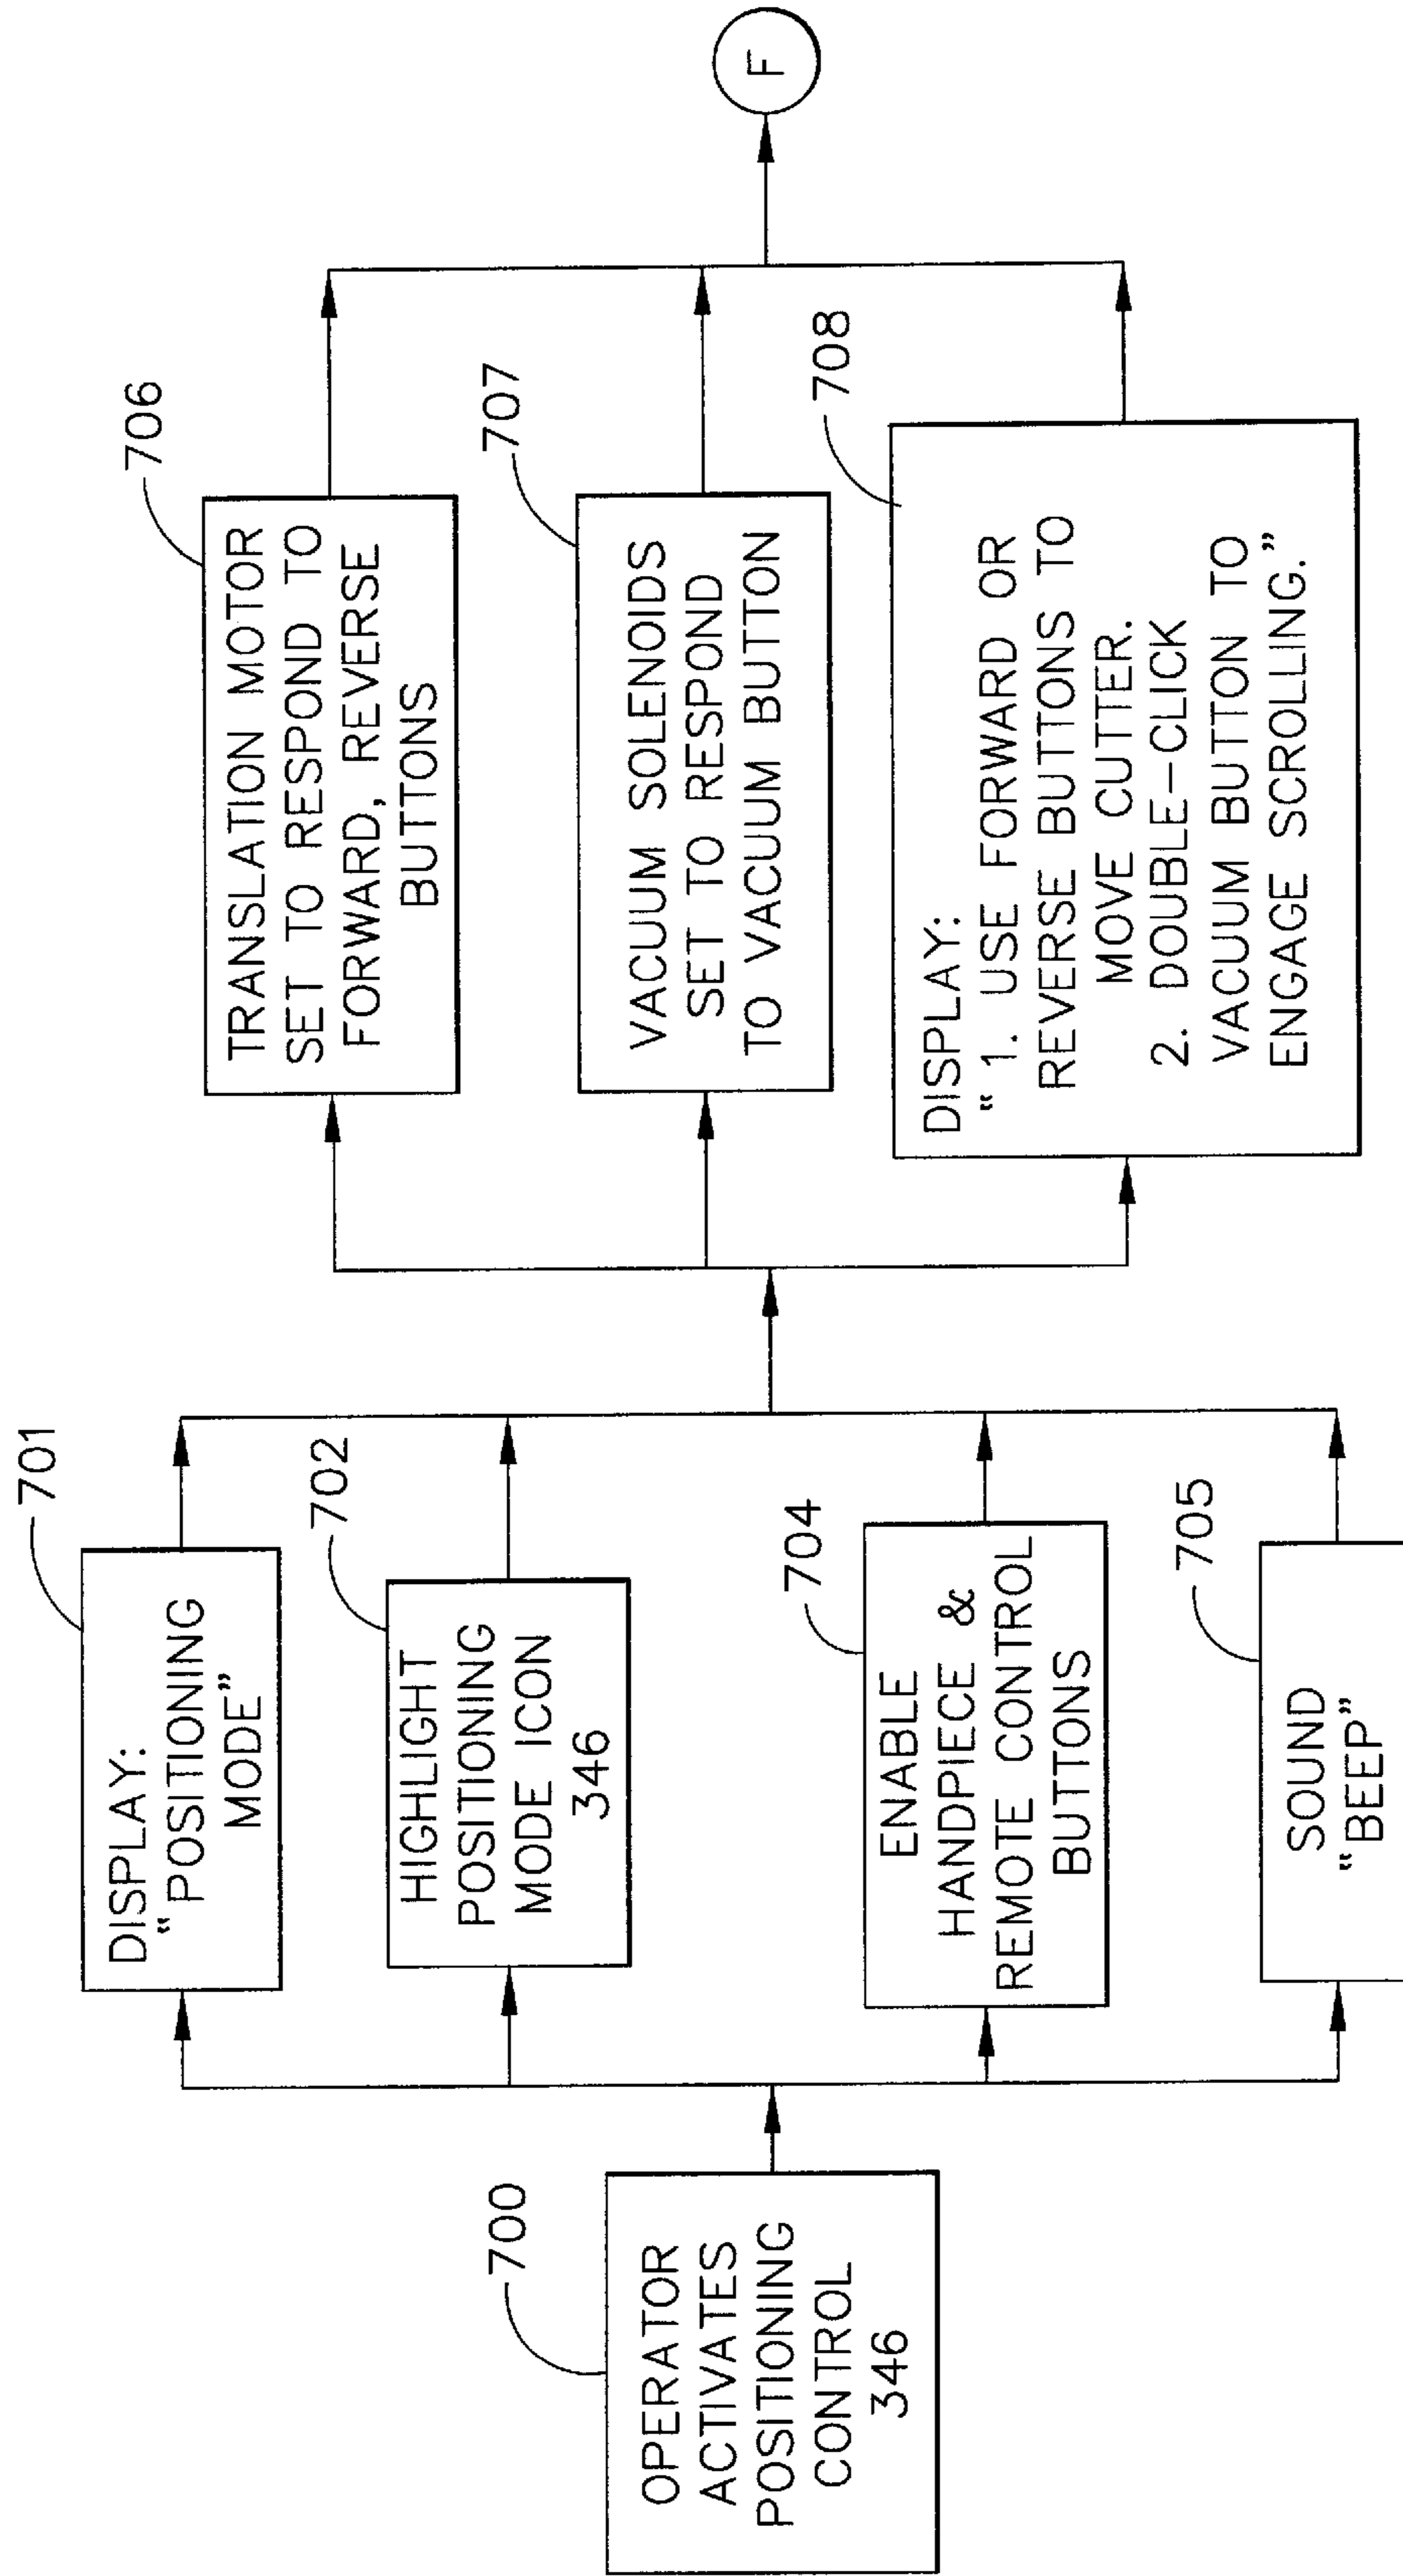 700
OPERATOR
ACTIVATES
POSITIONING
CONTROL
346
701
DISPLAY:
"POSITIONING
MODE"
702
HIGHLIGHT
POSITIONING
MODE ICON
346
704
ENABLE
HANDPIECE &
REMOTE CONTROL
BUTTONS
705
SOUND
"BEEP"
706
TRANSLATION MOTOR
SET TO RESPOND TO
FORWARD, REVERSE
BUTTONS
707
VACUUM SOLENOIDS
SET TO RESPOND
TO VACUUM BUTTON
708
DISPLAY:
"1. USE FORWARD OR
REVERSE BUTTONS TO
MOVE CUTTER.
2. DOUBLE-CLICK
VACUUM BUTTON TO
ENGAGE SCROLLING."
F